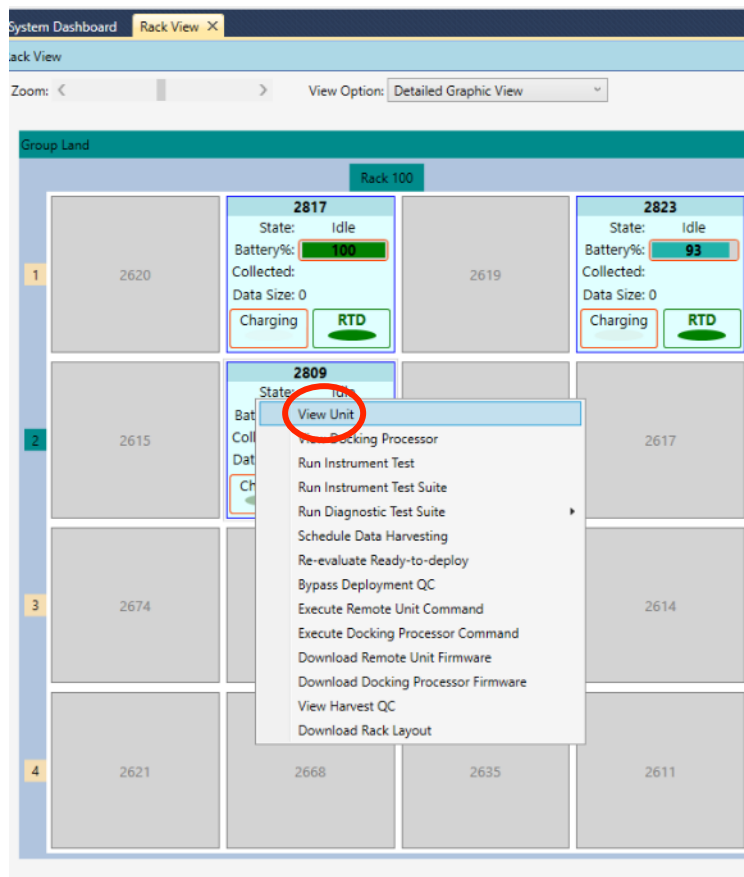 System Dashboard Rack View
ack View
Zoom: View Option: Detailed Graphic View
Group Land
Rack 100
1
2620
2817
State: Idle
Battery%: 100
Collected:
Data Size: 0
Charging RTD
2619
2823
State: Idle
Battery%: 93
Collected:
Data Size: 0
Charging RTD
2
2615
2809
State: Idle
Bat
Coll
Dat
Ch
2617
View Unit
View Docking Processor
Run Instrument Test
Run Instrument Test Suite
Run Diagnostic Test Suite
Schedule Data Harvesting
Re-evaluate Ready-to-deploy
Bypass Deployment QC
Execute Remote Unit Command
Execute Docking Processor Command
Download Remote Unit Firmware
Download Docking Processor Firmware
View Harvest QC
Download Rack Layout
3
2674
2614
4
2621
2668
2635
2611